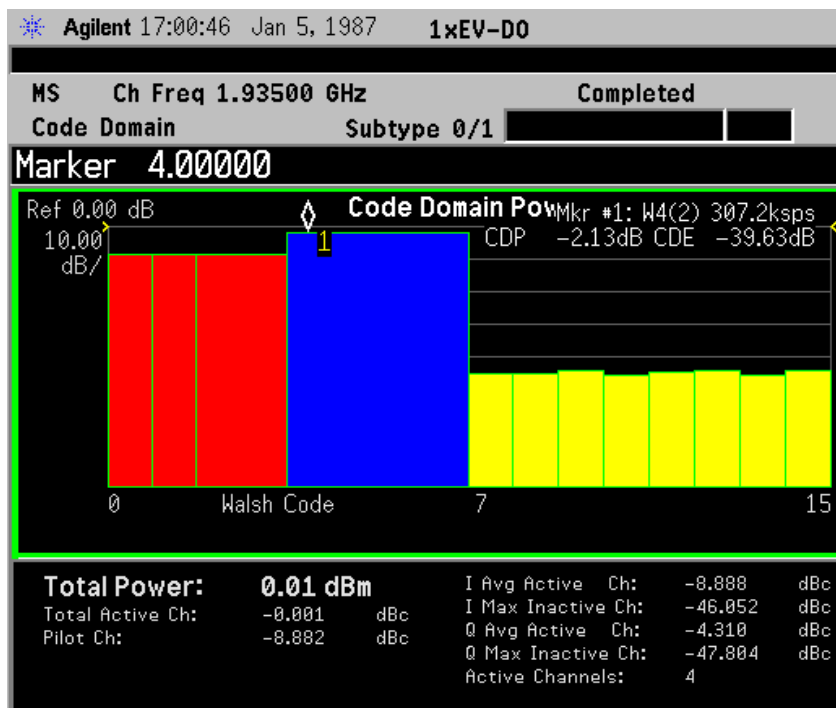 Agilent 17:00:46 Jan 5, 1987 1xEV-DO
MS Ch Freq 1.93500 GHz Completed
Code Domain Subtype 0/1
Marker 4.00000
Ref 0.00 dB Code Domain Pow Mkr #1: W4(2) 307.2ksps
10.00 1 CDP -2.13dB CDE -39.63dB
dB/
0 Walsh Code 7 15
Total Power: 0.01 dBm
Total Active Ch: -0.001 dBc
Pilot Ch: -8.882 dBc
I Avg Active Ch: -8.888 dBc
I Max Inactive Ch: -46.052 dBc
Q Avg Active Ch: -4.310 dBc
Q Max Inactive Ch: -47.804 dBc
Active Channels: 4